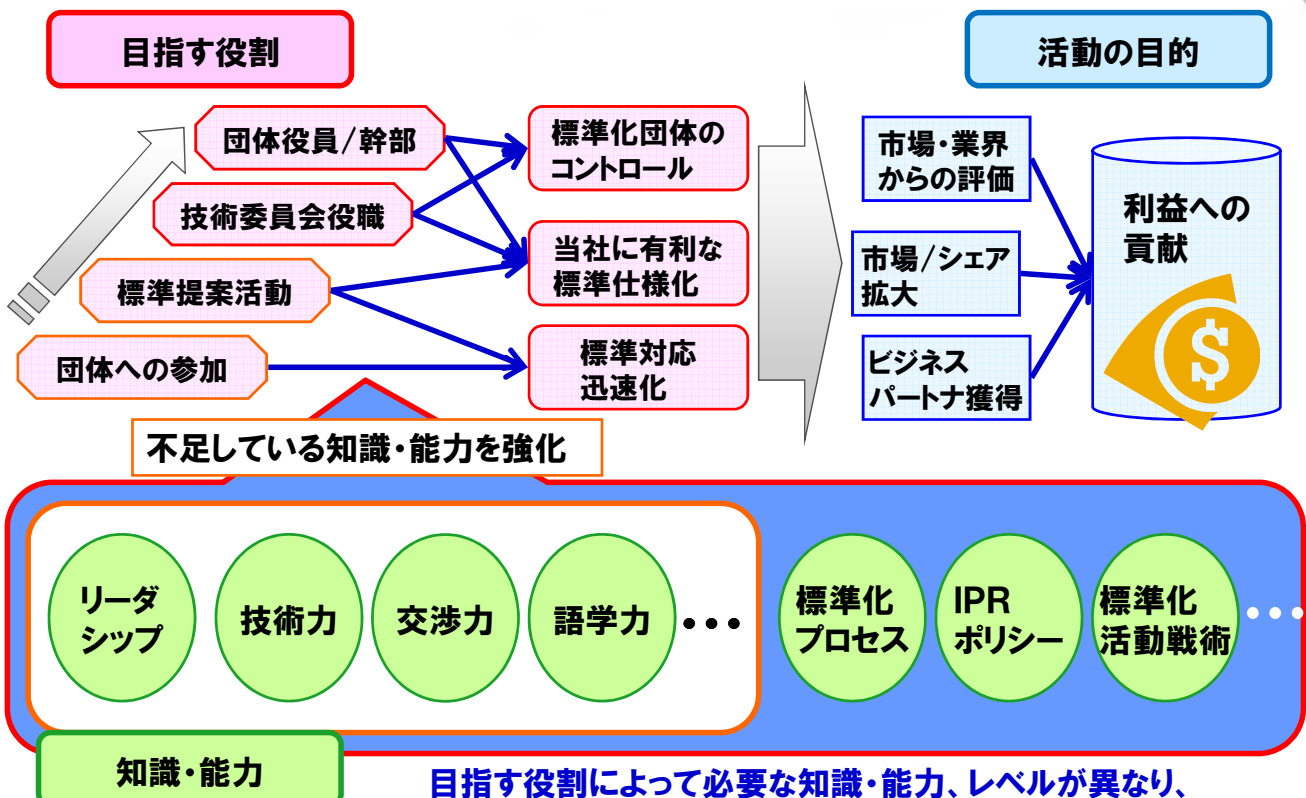 目指す役割
活動の目的
団体役員/幹部
技術委員会役職
標準提案活動
団体への参加
標準化団体の
コントロール
当社に有利な
標準仕様化
標準対応
迅速化
市場・業界
からの評価
市場/シェア
拡大
ビジネス
パートナ獲得
利益への
貢献
$
不足している知識・能力を強化
リーダ
シップ
技術力
交渉力
語学力
・・・
標準化
プロセス
IPR
ポリシー
標準化
活動戦術
・・・
知識・能力
目指す役割によって必要な知識・能力、レベルが異なり、